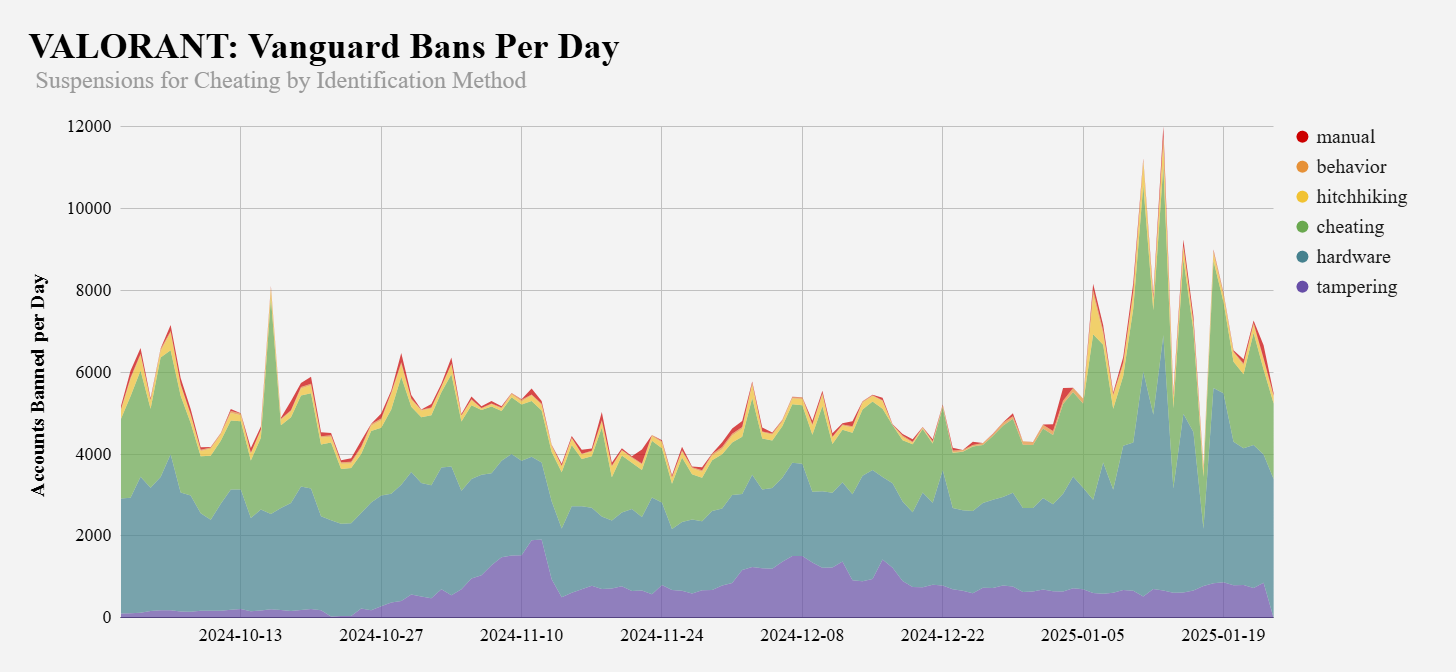 VALORANT: Vanguard Bans Per Day
Suspensions for Cheating by Identification Method
Accounts Banned per Day
12000
10000
8000
6000
4000
2000
0
2024-10-13
2024-10-27
2024-11-10
2024-11-24
2024-12-08
2024-12-22
2025-01-05
2025-01-19
manual
behavior
hitchhiking
cheating
hardware
tampering